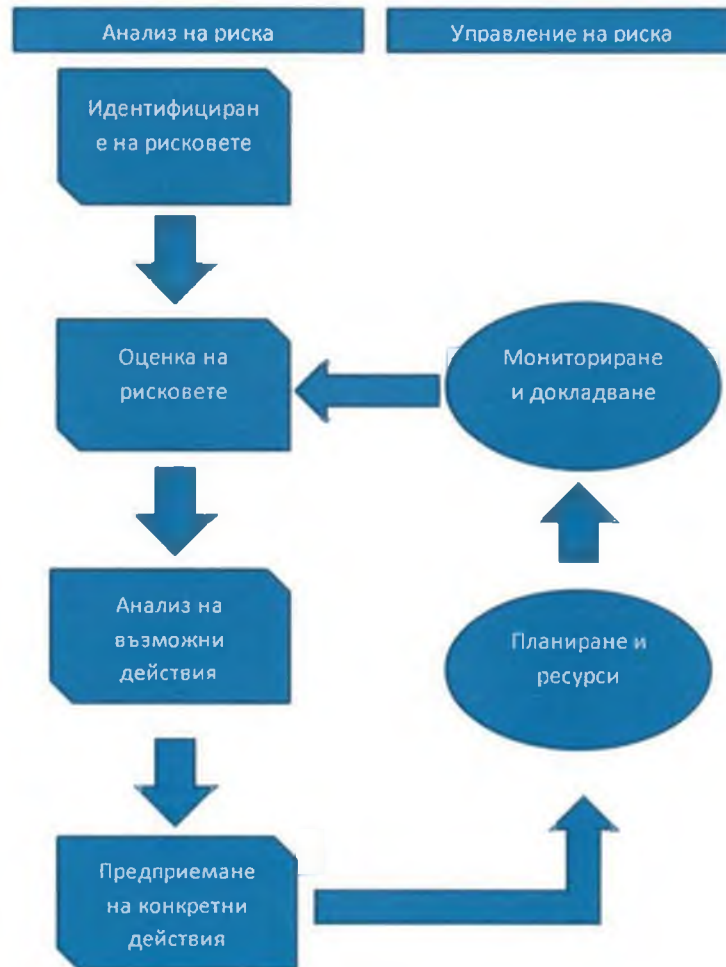 Анализ на риска
Управление на риска
Идентифициран
е на рисковете
Оценка на
рисковете
Мониториране
и докладване
Анализ на
възможни
действия
Планиране и
ресурси
Предприемане
на конкретни
действия